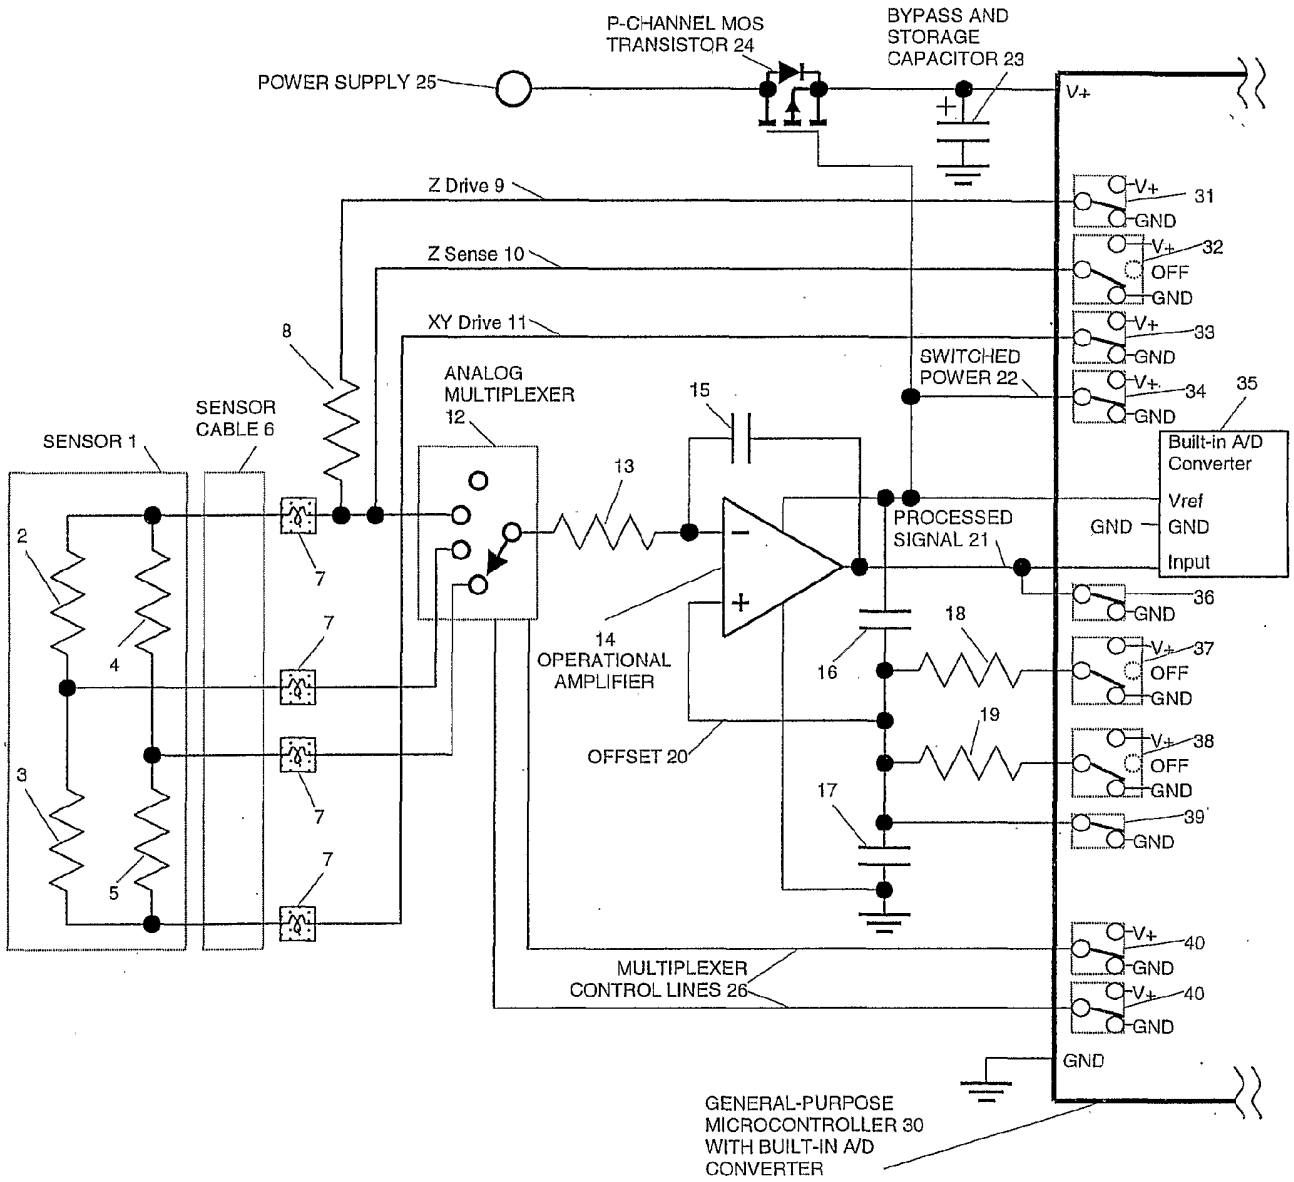 P-CHANNEL MOS
TRANSISTOR 24
BYPASS AND
STORAGE
CAPACITOR 23
POWER SUPPLY 25
+
V+
Z Drive 9
V+
31
GND
Z Sense 10
V+
32
OFF
GND
XY Drive 11
V+
33
GND
8
SWITCHED
POWER 22
V+
34
GND
35
ANALOG
MULTIPLEXER
12
15
SENSOR
CABLE 6
SENSOR 1
Built-in A/D
Converter
13
Vref
GND
GND
Input
PROCESSED
SIGNAL 21
2
−
+
7
36
GND
4
7
14
OPERATIONAL
AMPLIFIER
16
18
V+
37
OFF
GND
OFFSET 20
19
V+
38
OFF
GND
3
7
17
39
GND
5
7
V+
40
GND
MULTIPLEXER
CONTROL LINES 26
V+
40
GND
GND
GENERAL-PURPOSE
MICROCONTROLLER 30
WITH BUILT-IN A/D
CONVERTER